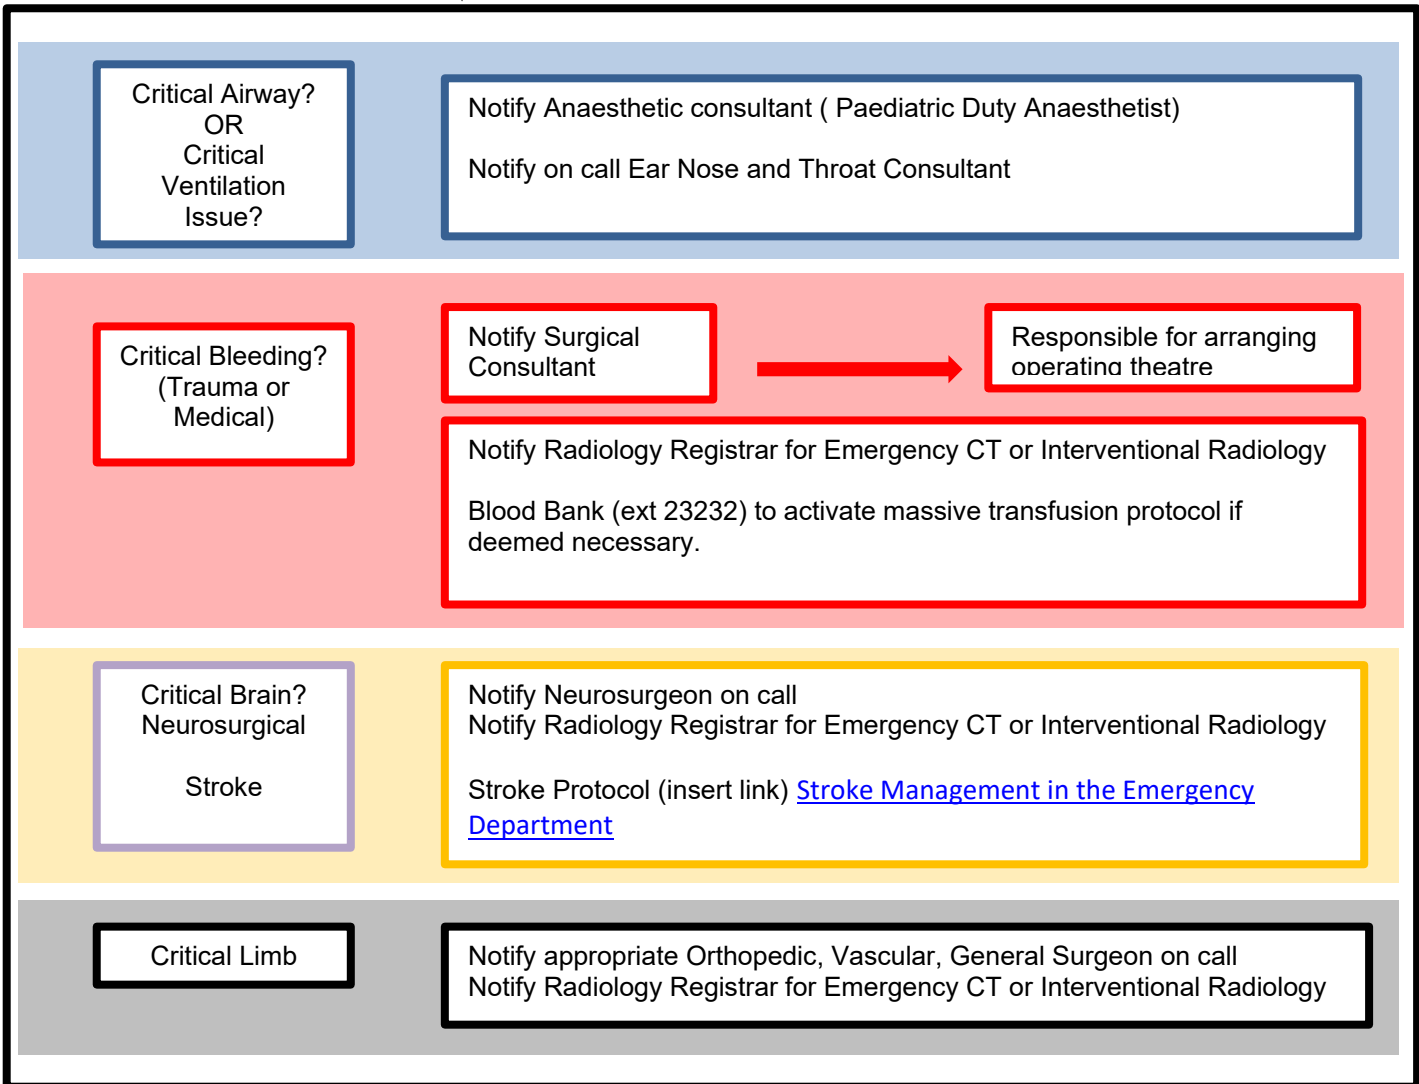 Critical Airway?
OR
Critical
Ventilation
Issue?
Notify Anaesthetic consultant ( Paediatric Duty Anaesthetist)
Notify on call Ear Nose and Throat Consultant
Critical Bleeding?
(Trauma or
Medical)
Notify Surgical
Consultant
Responsible for arranging
operating theatre
Notify Radiology Registrar for Emergency CT or Interventional Radiology
Blood Bank (ext 23232) to activate massive transfusion protocol if
deemed necessary.
Critical Brain?
Neurosurgical
Stroke
Notify Neurosurgeon on call
Notify Radiology Registrar for Emergency CT or Interventional Radiology
Stroke Protocol (insert link) Stroke Management in the Emergency
Department
Critical Limb
Notify appropriate Orthopedic, Vascular, General Surgeon on call
Notify Radiology Registrar for Emergency CT or Interventional Radiology